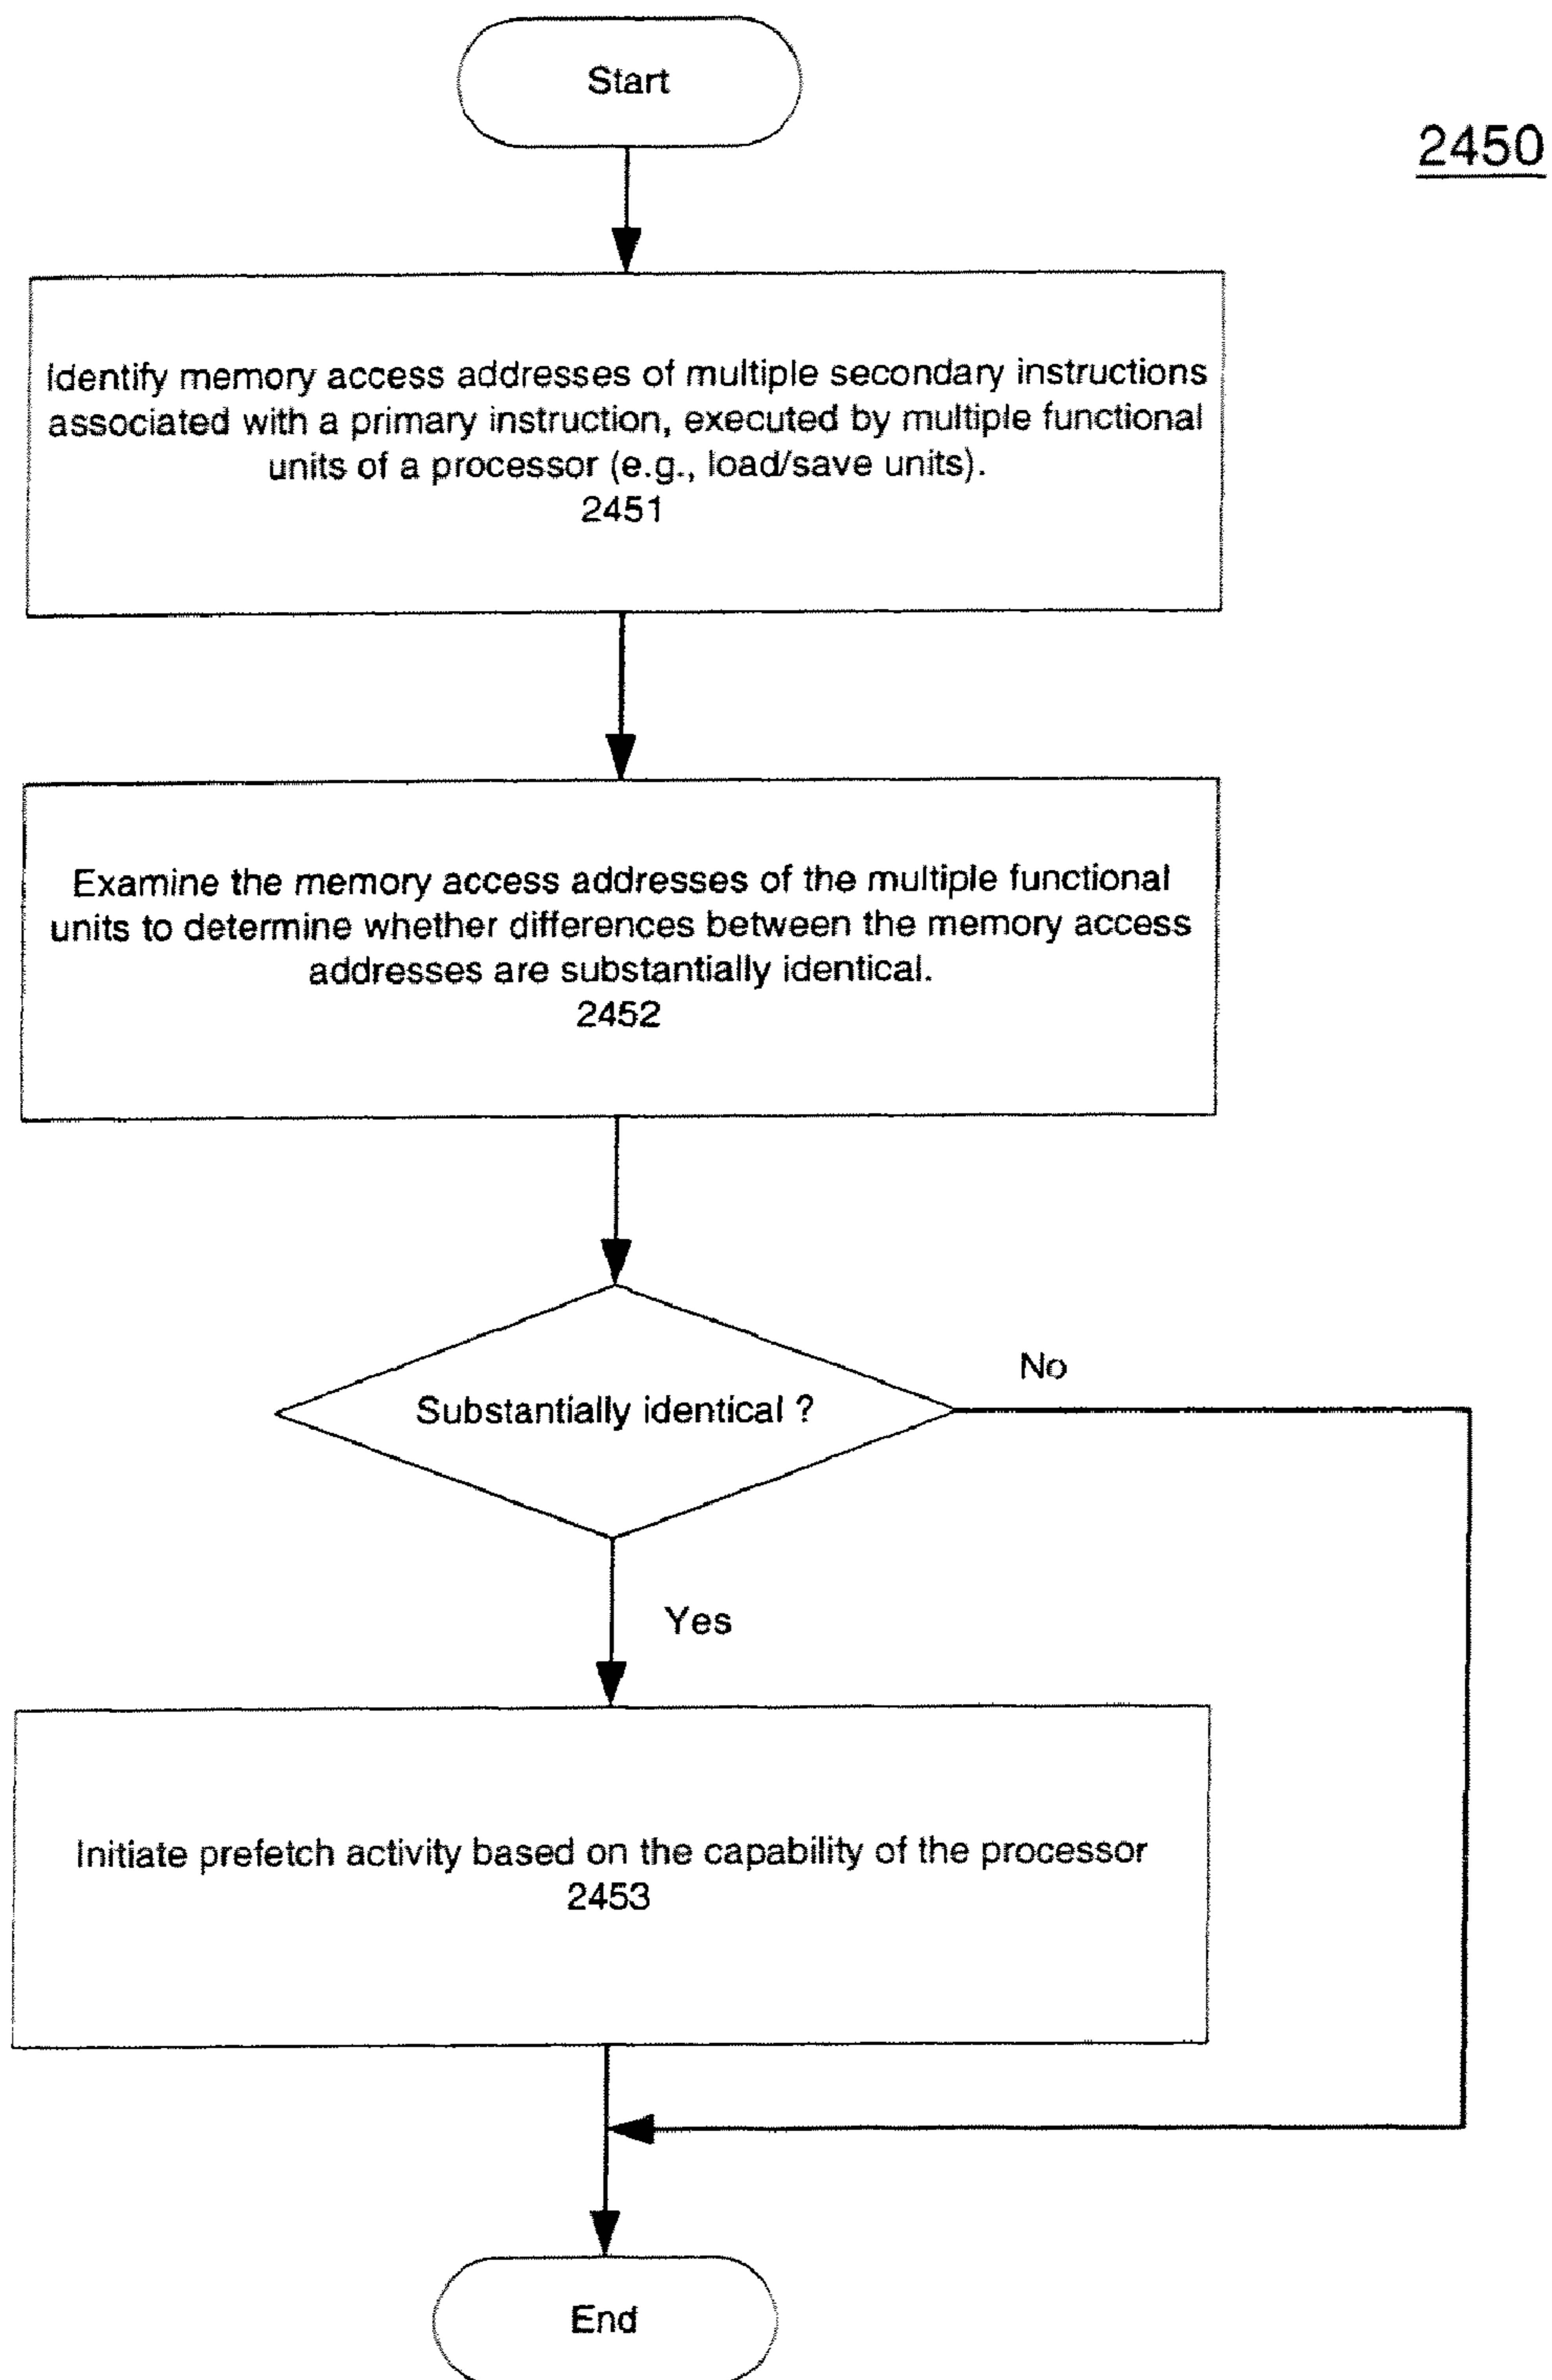 Start
2450
Identify memory access addresses of multiple secondary instructions
associated with a primary instruction, executed by multiple functional
units of a processor (e.g., load/save units).
2451
Examine the memory access addresses of the multiple functional
units to determine whether differences between the memory access
addresses are substantially identical.
2452
Substantially identical ?
No
Yes
Initiate prefetch activity based on the capability of the processor
2453
End